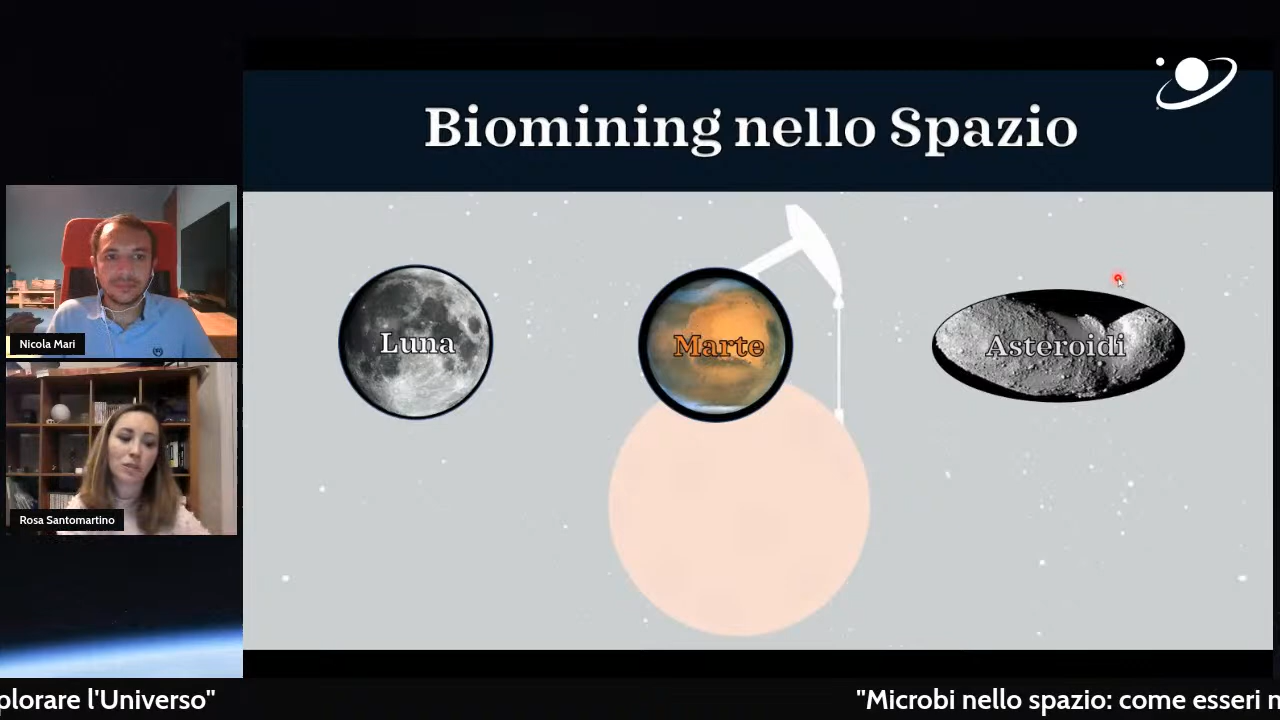 Biomining nello Spazio
Luna
Marte
Asteroidi
Nicola Mari
Rosa Santomartino
plorare l'Universo"
"Microbi nello spazio: come esseri